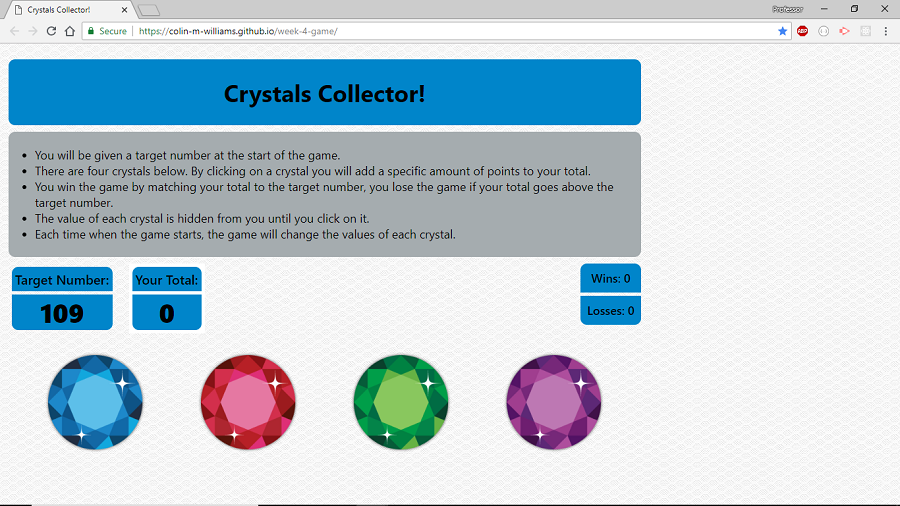 Crystals Collector!
Professor
Secure
https://colin-m-williams.github.io/week-4-game/
ABP
Crystals Collector!
You will be given a target number at the start of the game.
There are four crystals below. By clicking on a crystal you will add a specific amount of points to your total.
You win the game by matching your total to the target number, you lose the game if your total goes above the
target number.
The value of each crystal is hidden from you until you click on it.
Each time when the game starts, the game will change the values of each crystal.
Target Number:
109
Your Total:
0
Wins: 0
Losses: 0